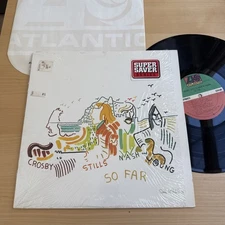 ATLANTIC
SUPER
SAVER
CROSBY
STILLS
NASH
YOUNG
SO FAR